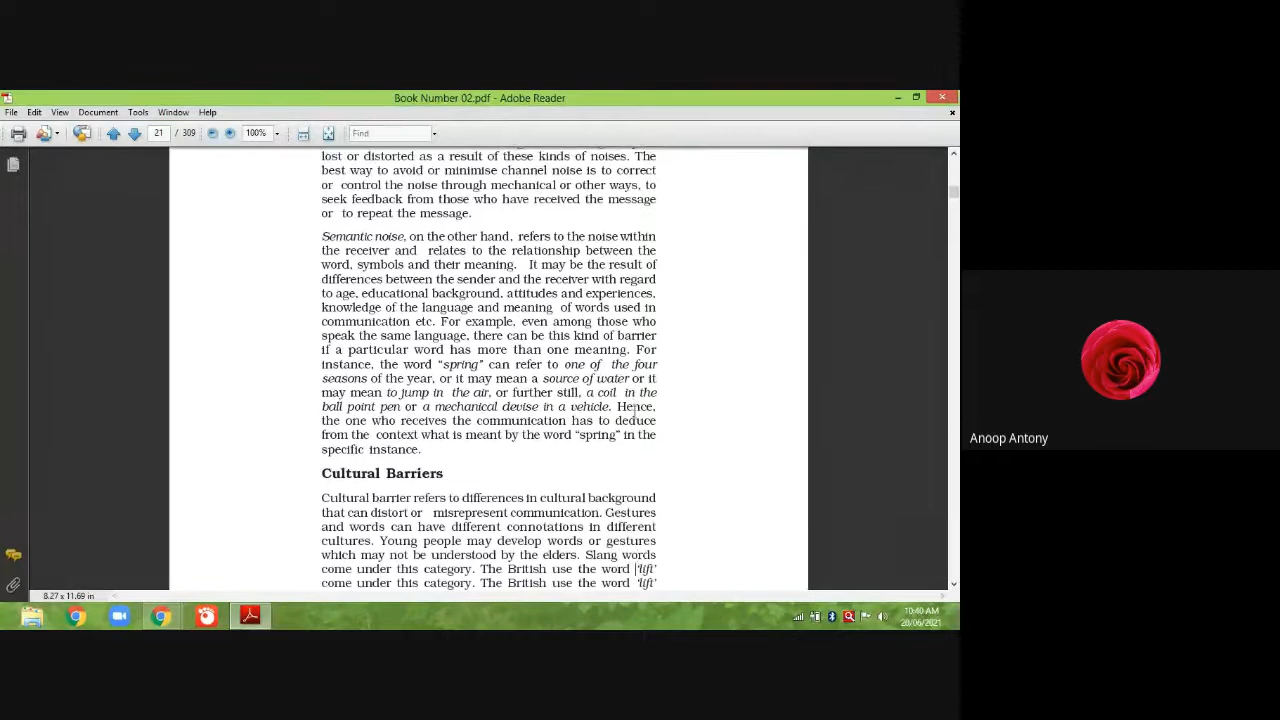 Book Number 02.pdf - Adobe Reader
File Edit View Document Tools Window Help
21 / 309 100% Find
lost or distorted as a result of these kinds of noises. The
best way to avoid or minimise channel noise is to correct
or control the noise through mechanical or other ways, to
seek feedback from those who have received the message
or to repeat the message.
Semantic noise, on the other hand, refers to the noise within
the receiver and relates to the relationship between the
word, symbols and their meaning. It may be the result of
differences between the sender and the receiver with regard
to age, educational background, attitudes and experiences,
knowledge of the language and meaning of words used in
communication etc. For example, even among those who
speak the same language, there can be this kind of barrier
if a particular word has more than one meaning. For
instance, the word “spring” can refer to one of the four
seasons of the year, or it may mean a source of water or it
may mean to jump in the air, or further still, a coil in the
ball point pen or a mechanical devise in a vehicle. Hence,
the one who receives the communication has to deduce
from the context what is meant by the word “spring” in the
specific instance.
Cultural Barriers
Cultural barrier refers to differences in cultural background
that can distort or misrepresent communication. Gestures
and words can have different connotations in different
cultures. Young people may develop words or gestures
which may not be understood by the elders. Slang words
come under this category. The British use the word ‘lift’
come under this category. The British use the word ‘lift’
8.27 x 11.69 in
10:40 AM
28/06/2021
Anoop Antony